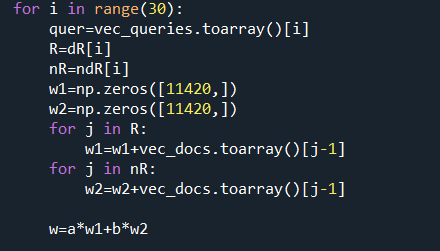 for i in range(30):
    quer=vec_queries.toarray()[i]
    R=dR[i]
    nR=ndR[i]
    w1=np.zeros([11420,])
    w2=np.zeros([11420,])
    for j in R:
        w1=w1+vec_docs.toarray()[j-1]
    for j in nR:
        w2=w2+vec_docs.toarray()[j-1]

    w=a*w1+b*w2